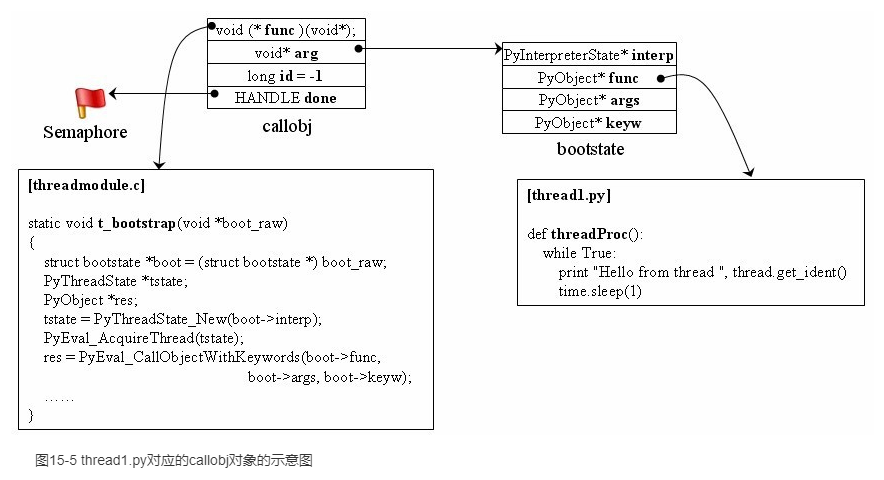 void (* func )(void*);
void* arg
long id = -1
HANDLE done
callobj
Semaphore
PyInterpreterState* interp
PyObject* func
PyObject* args
PyObject* keyw
bootstate
[threadmodule.c]
static void t_bootstrap(void *boot_raw)
{
struct bootstate *boot = (struct bootstate *) boot_raw;
PyThreadState *tstate;
PyObject *res;
tstate = PyThreadState_New(boot->interp);
PyEval_AcquireThread(tstate);
res = PyEval_CallObjectWithKeywords(boot->func,
boot->args, boot->keyw);
……
}
[thread1.py]
def threadProc():
while True:
print "Hello from thread ", thread.get_ident()
time.sleep(1)
图15-5 thread1.py对应的callobj对象的示意图